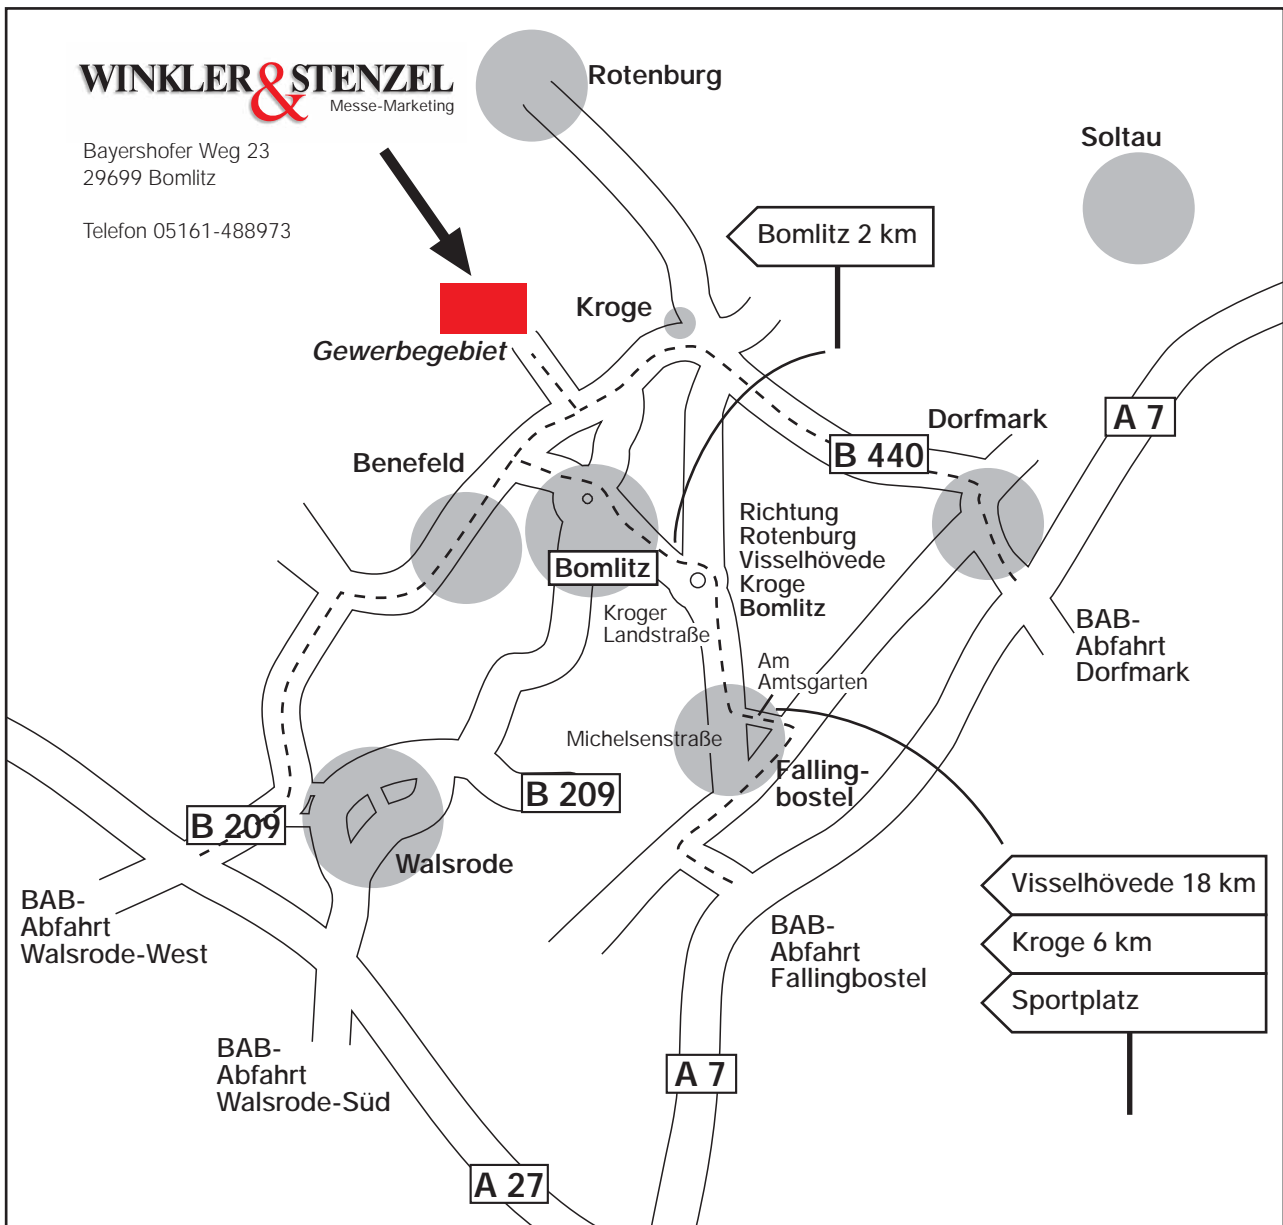 WINKLER&STENZEL
Messe-Marketing
Bayershofer Weg 23
29699 Bomlitz
Telefon 05161-488973
Rotenburg
Soltau
Bomlitz 2 km
Kroge
Gewerbegebiet
A 7
Dorfmark
B 440
Benefeld
Richtung
Rotenburg
Visselhövede
Kroge
Bomlitz
Bomlitz
Kroger
Landstraße
BAB-
Abfahrt
Dorfmark
Am
Amtsgarten
Michelsenstraße
Falling-
bostel
B 209
B 209
Walsrode
BAB-
Abfahrt
Walsrode-West
Visselhövede 18 km
Kroge 6 km
Sportplatz
BAB-
Abfahrt
Fallingbostel
BAB-
Abfahrt
Walsrode-Süd
A 7
A 27